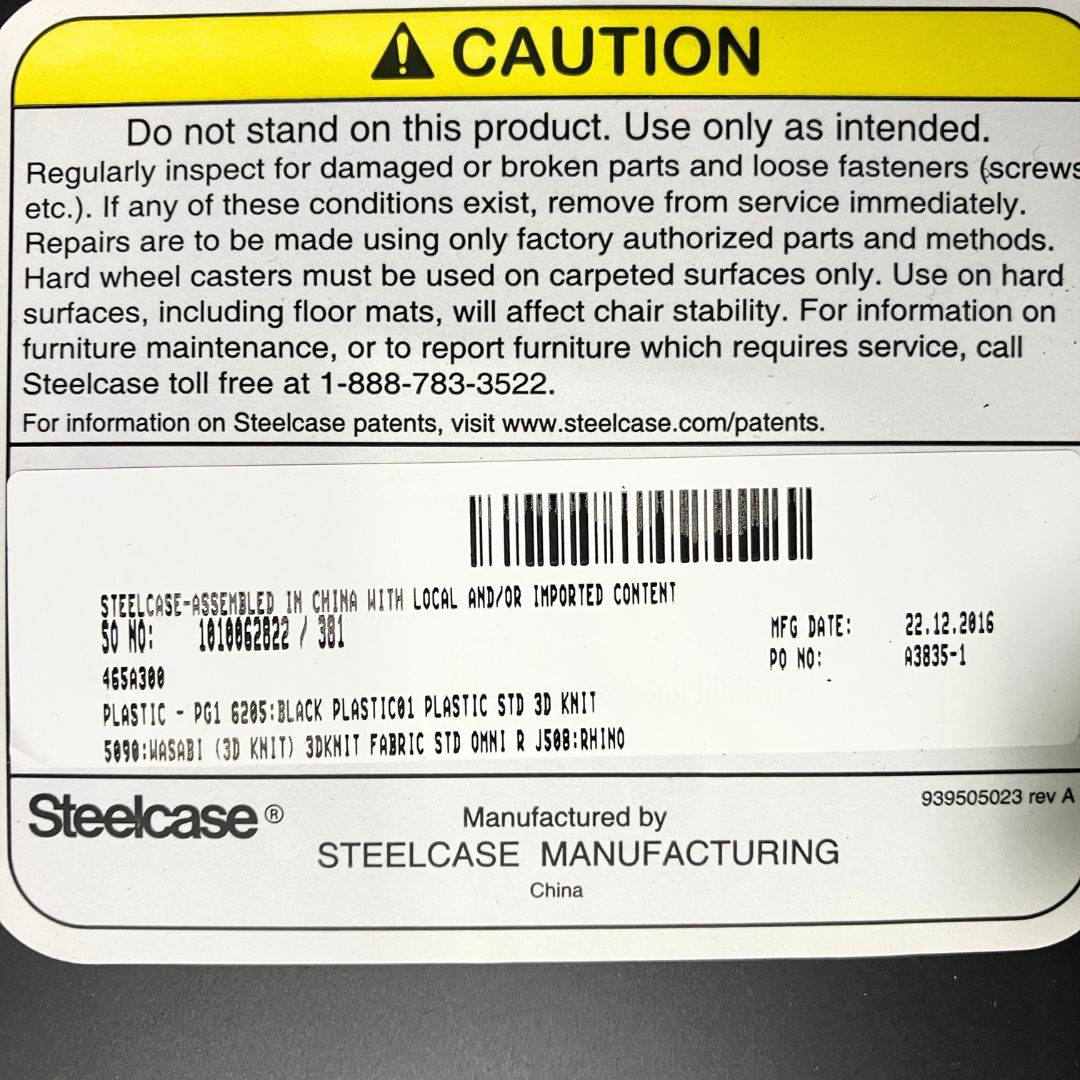 CAUTION
Do not stand on this product. Use only as intended.
Regularly inspect for damaged or broken parts and loose fasteners (screws
etc.). If any of these conditions exist, remove from service immediately.
Repairs are to be made using only factory authorized parts and methods.
Hard wheel casters must be used on carpeted surfaces only. Use on hard
surfaces, including floor mats, will affect chair stability. For information on
furniture maintenance, or to report furniture which requires service, call
Steelcase toll free at 1-888-783-3522.
For information on Steelcase patents, visit www.steelcase.com/patents.
STEELCASE-ASSEMBLED IN CHINA WITH LOCAL AND/OR IMPORTED CONTENT
SO NO: 1010062822 / 381 MFG DATE: 22.12.2016
465A300 PO NO: A3835-1
PLASTIC - PG1 6205:BLACK PLASTIC01 PLASTIC STD 3D KNIT
5090:WASABI (3D KNIT) 3DKNIT FABRIC STD OMNI R J508:RHINO
Steelcase® Manufactured by 939505023 rev A
STEELCASE MANUFACTURING
China